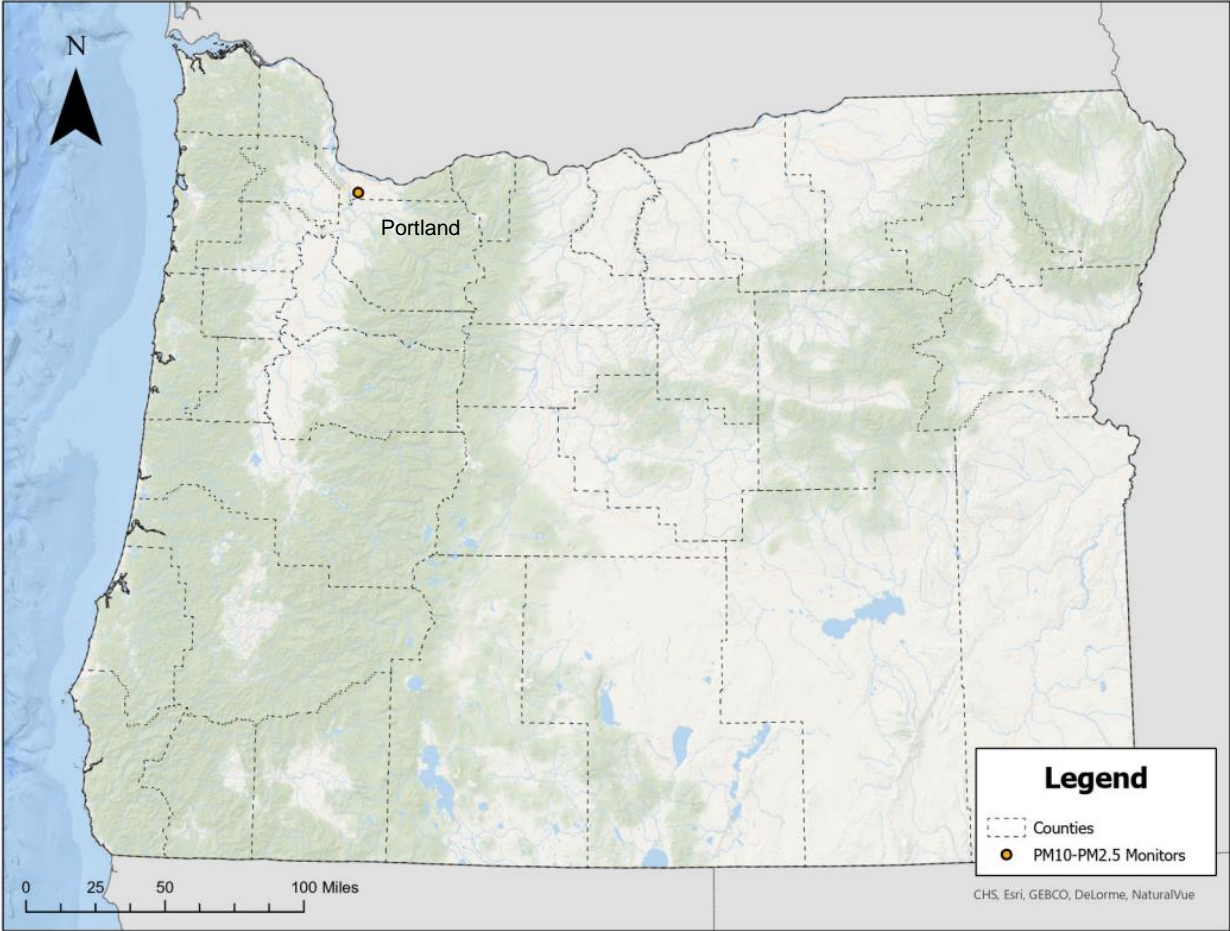 N
Portland
Legend
Counties
PM10-PM2.5 Monitors
0 25 50 100 Miles
CHS, Esri, GEBCO, DeLorme, NaturalVue